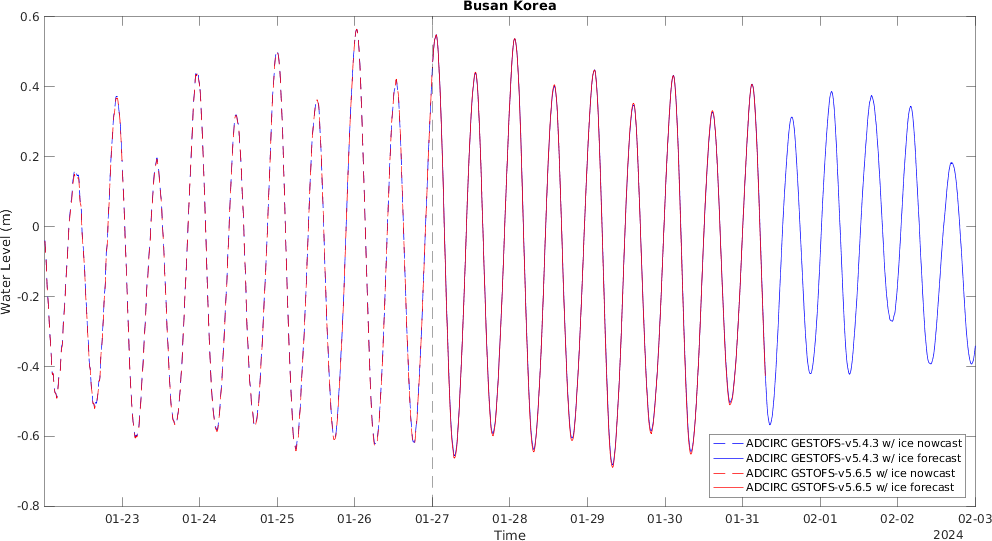 Busan Korea
0.6
0.4
0.2
0
-0.2
-0.4
-0.6
-0.8
Water Level (m)
ADCIRC GESTOFS-v5.4.3 w/ ice nowcast
ADCIRC GESTOFS-v5.4.3 w/ ice forecast
ADCIRC GSTOFS-v5.6.5 w/ ice nowcast
ADCIRC GSTOFS-v5.6.5 w/ ice forecast
01-23 01-24 01-25 01-26 01-27 01-28 01-29 01-30 01-31 02-01 02-02 02-03
Time
2024